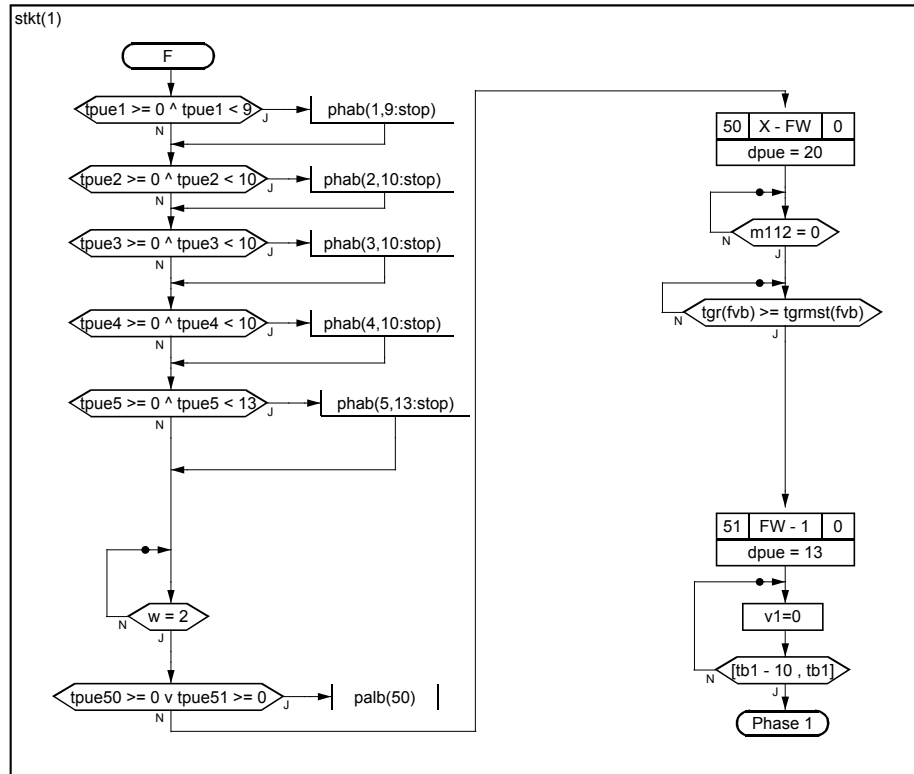 stkt(1)
F
tpue1 >= 0 ^ tpue1 < 9
J
phab(1,9:stop)
N
tpue2 >= 0 ^ tpue2 < 10
J
phab(2,10:stop)
N
tpue3 >= 0 ^ tpue3 < 10
J
phab(3,10:stop)
N
tpue4 >= 0 ^ tpue4 < 10
J
phab(4,10:stop)
N
tpue5 >= 0 ^ tpue5 < 13
J
phab(5,13:stop)
N
w = 2
N
J
tpue50 >= 0 v tpue51 >= 0
J
palb(50)
N
50 X - FW 0
dpue = 20
m112 = 0
N
J
tgr(fvb) >= tgrmst(fvb)
N
J
51 FW - 1 0
dpue = 13
v1=0
[tb1 - 10 , tb1]
N
J
Phase 1